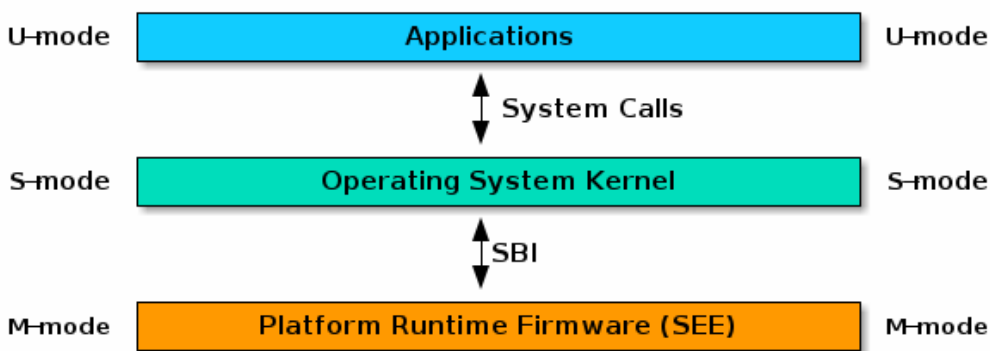 U-mode Applications U-mode
System Calls
S-mode Operating System Kernel S-mode
SBI
M-mode Platform Runtime Firmware (SEE) M-mode